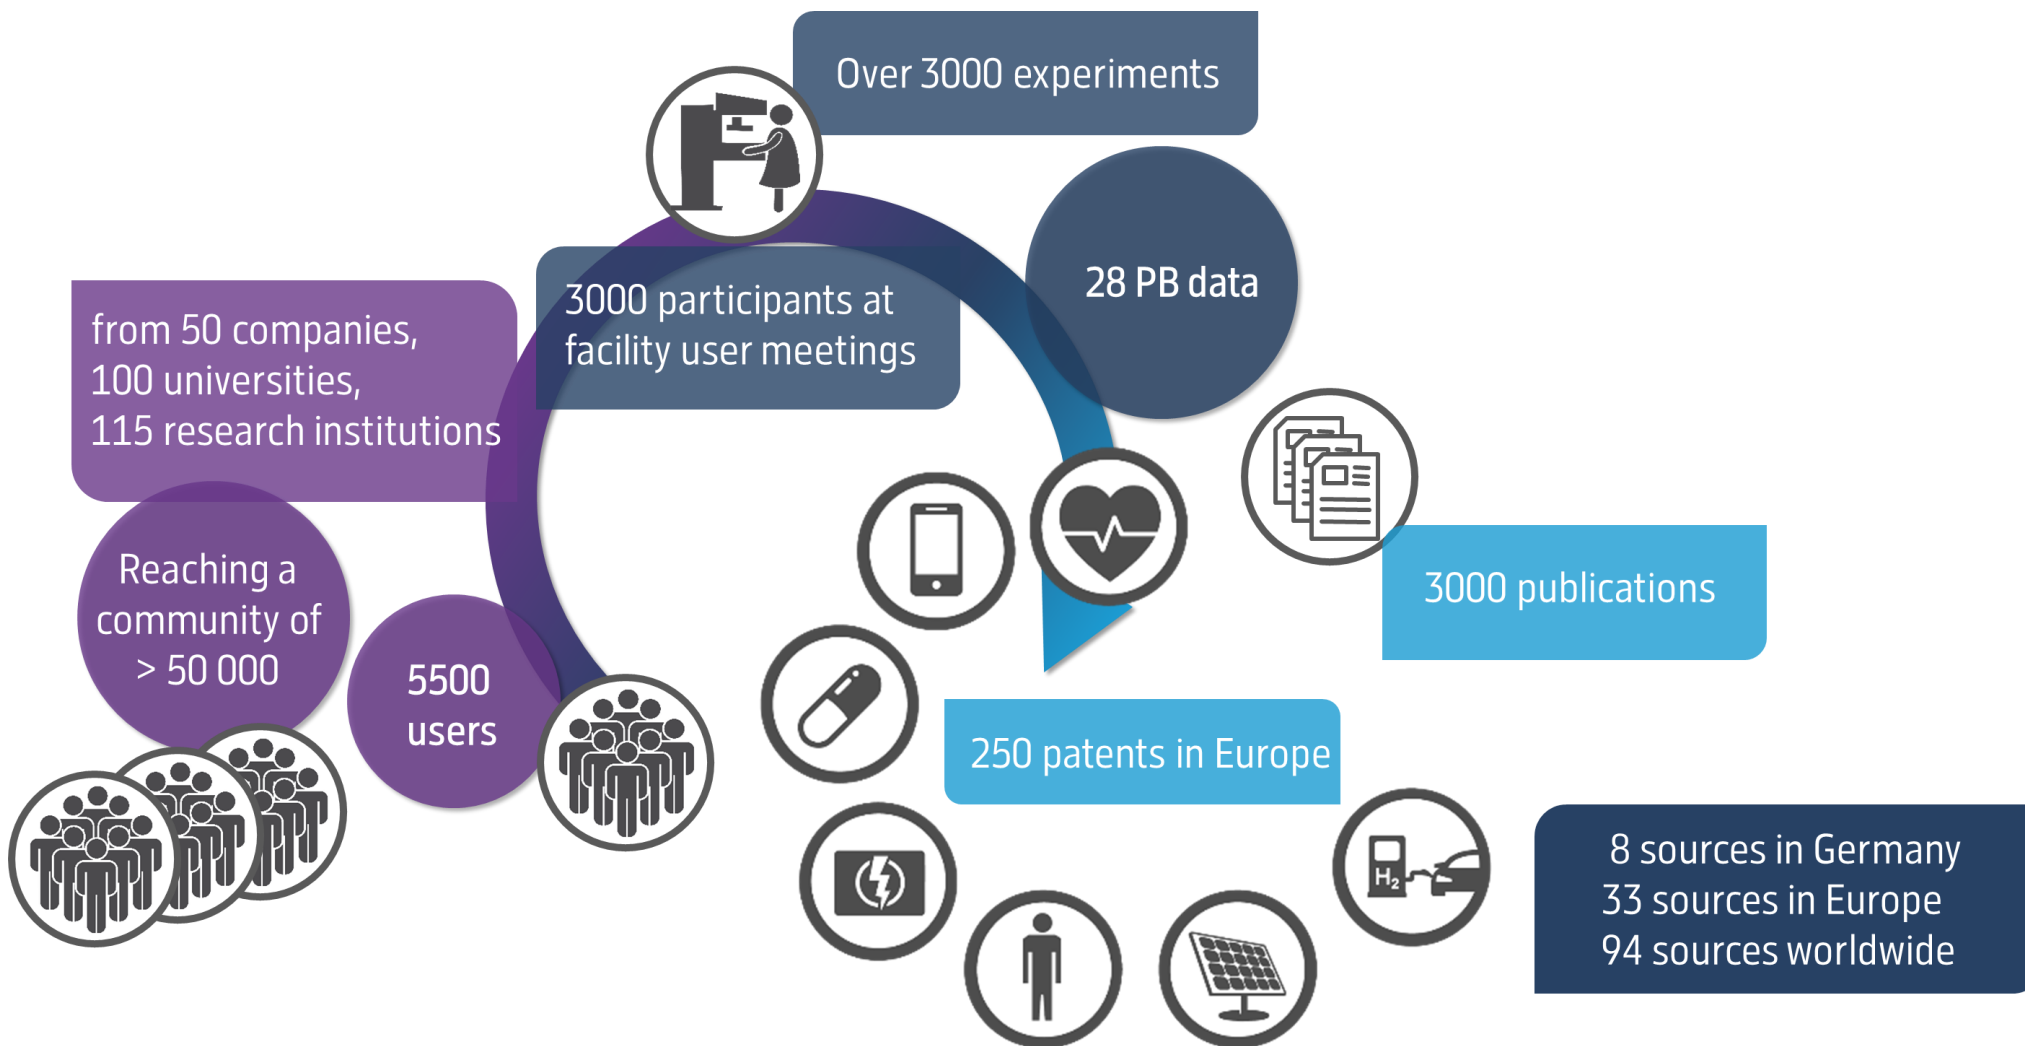 Over 3000 experiments
28 PB data
3000 participants at
facility user meetings
from 50 companies,
100 universities,
115 research institutions
Reaching a
community of
> 50 000
5500
users
3000 publications
250 patents in Europe
H2
8 sources in Germany
33 sources in Europe
94 sources worldwide